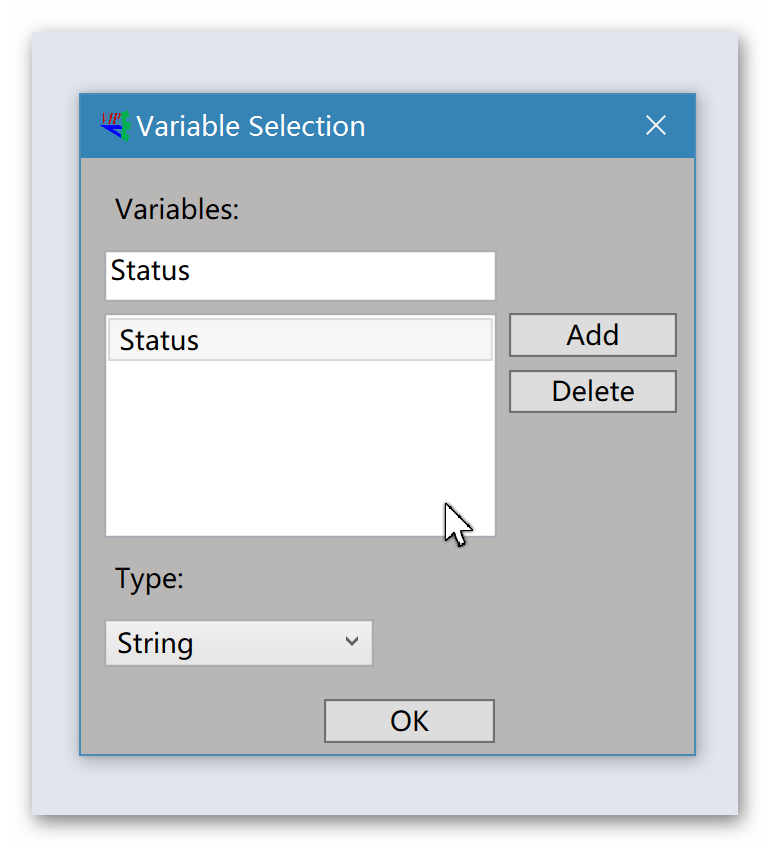 Variable Selection
Variables:
Status
Status
Add
Delete
Type:
String
OK